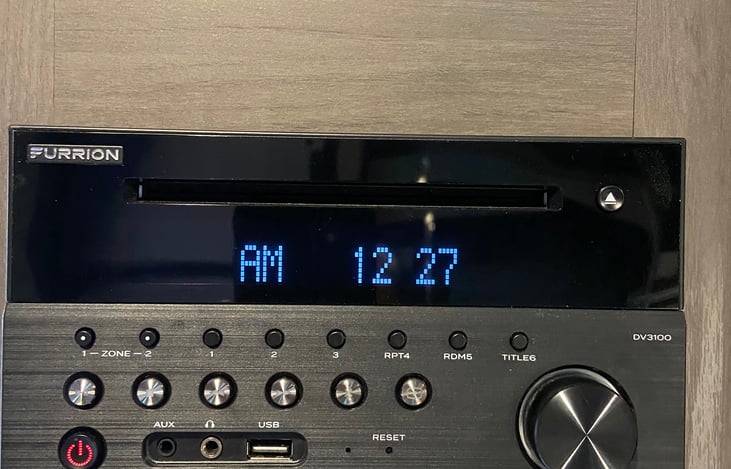 FURRION
AM 12 27
DV3100
1 – ZONE – 2 1 2 3 RPT4 RDM5 TITLE6
AUX USB
RESET